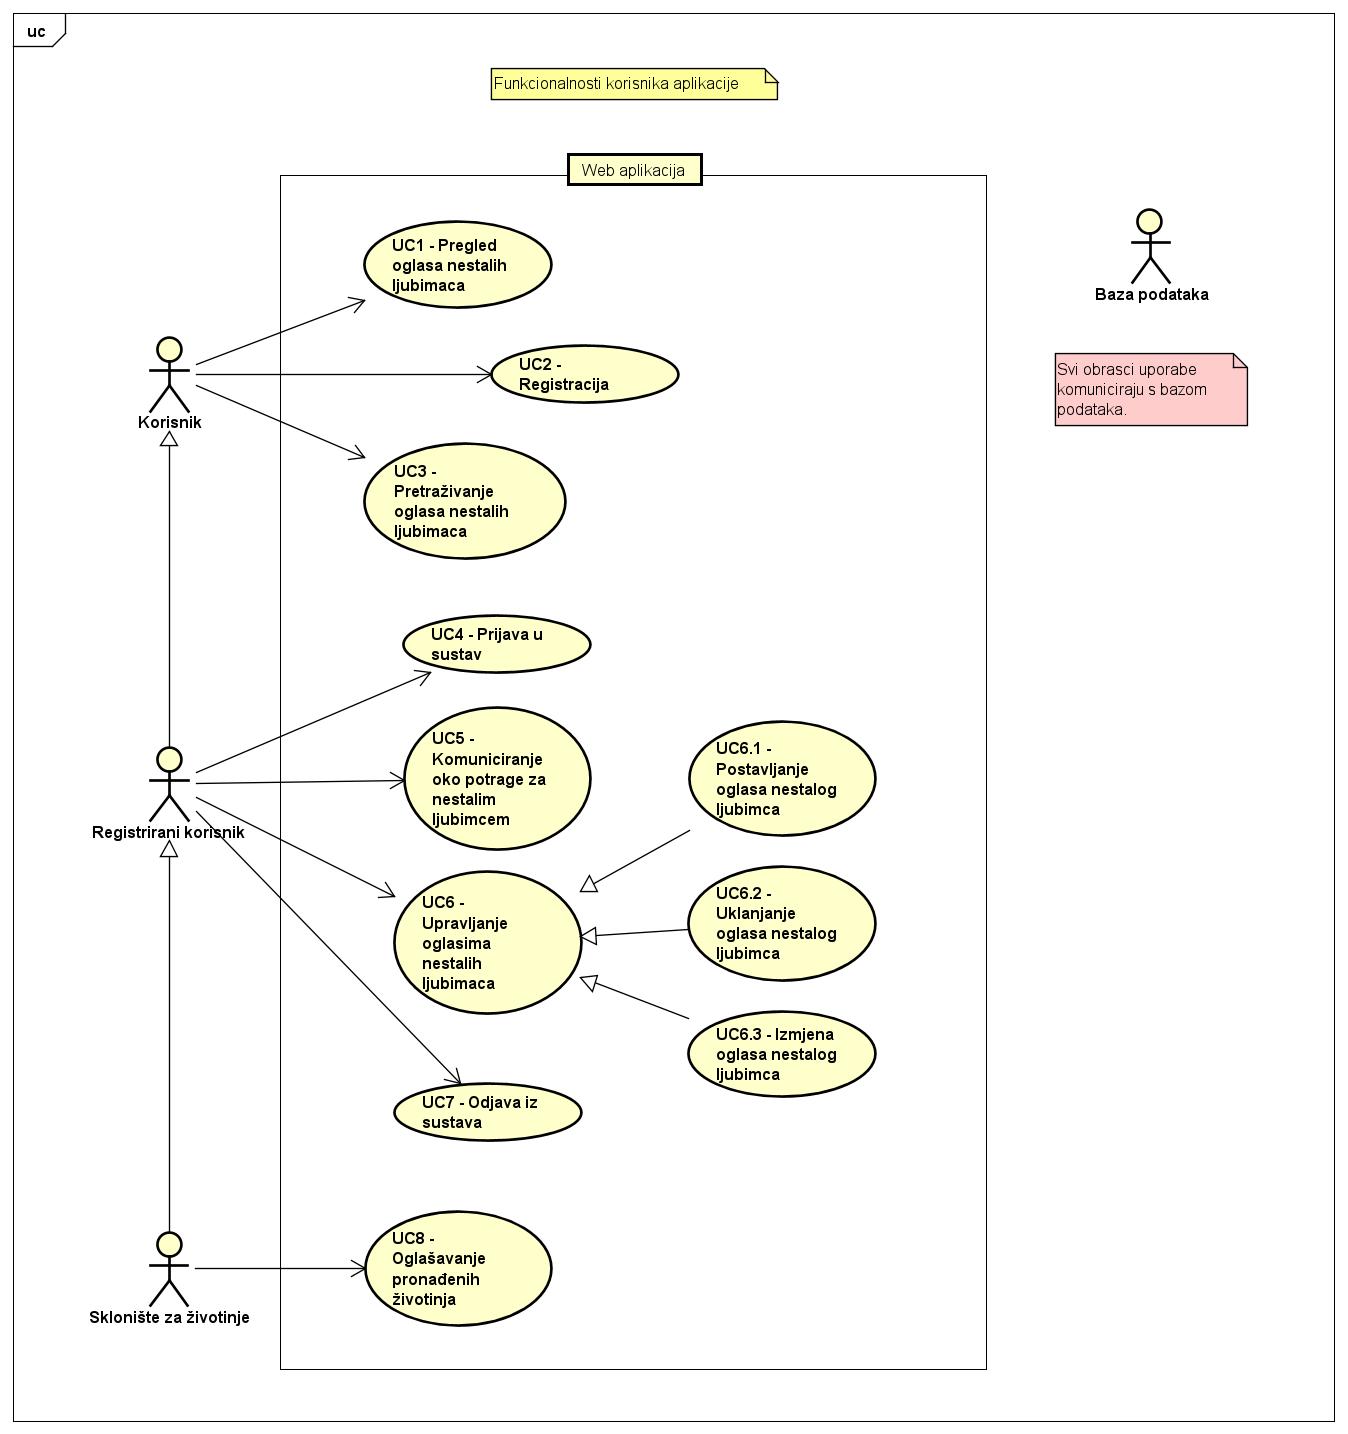 uc
Funkcionalnosti korisnika aplikacije
Web aplikacija
UC1 - Pregled
oglasa nestalih
ljubimaca
Baza podataka
UC2 -
Registracija
Svi obrasci uporabe
komuniciraju s bazom
podataka.
Korisnik
UC3 -
Pretraživanje
oglasa nestalih
ljubimaca
UC4 - Prijava u
sustav
UC5 -
Komuniciranje
oko potrage za
nestalim
ljubimcem
UC6.1 -
Postavljanje
oglasa nestalog
ljubimca
Registrirani korisnik
UC6 -
Upravljanje
oglasima
nestalih
ljubimaca
UC6.2 -
Uklanjanje
oglasa nestalog
ljubimca
UC6.3 - Izmjena
oglasa nestalog
ljubimca
UC7 - Odjava iz
sustava
UC8 -
Oglašavanje
pronađenih
životinja
Sklonište za životinje